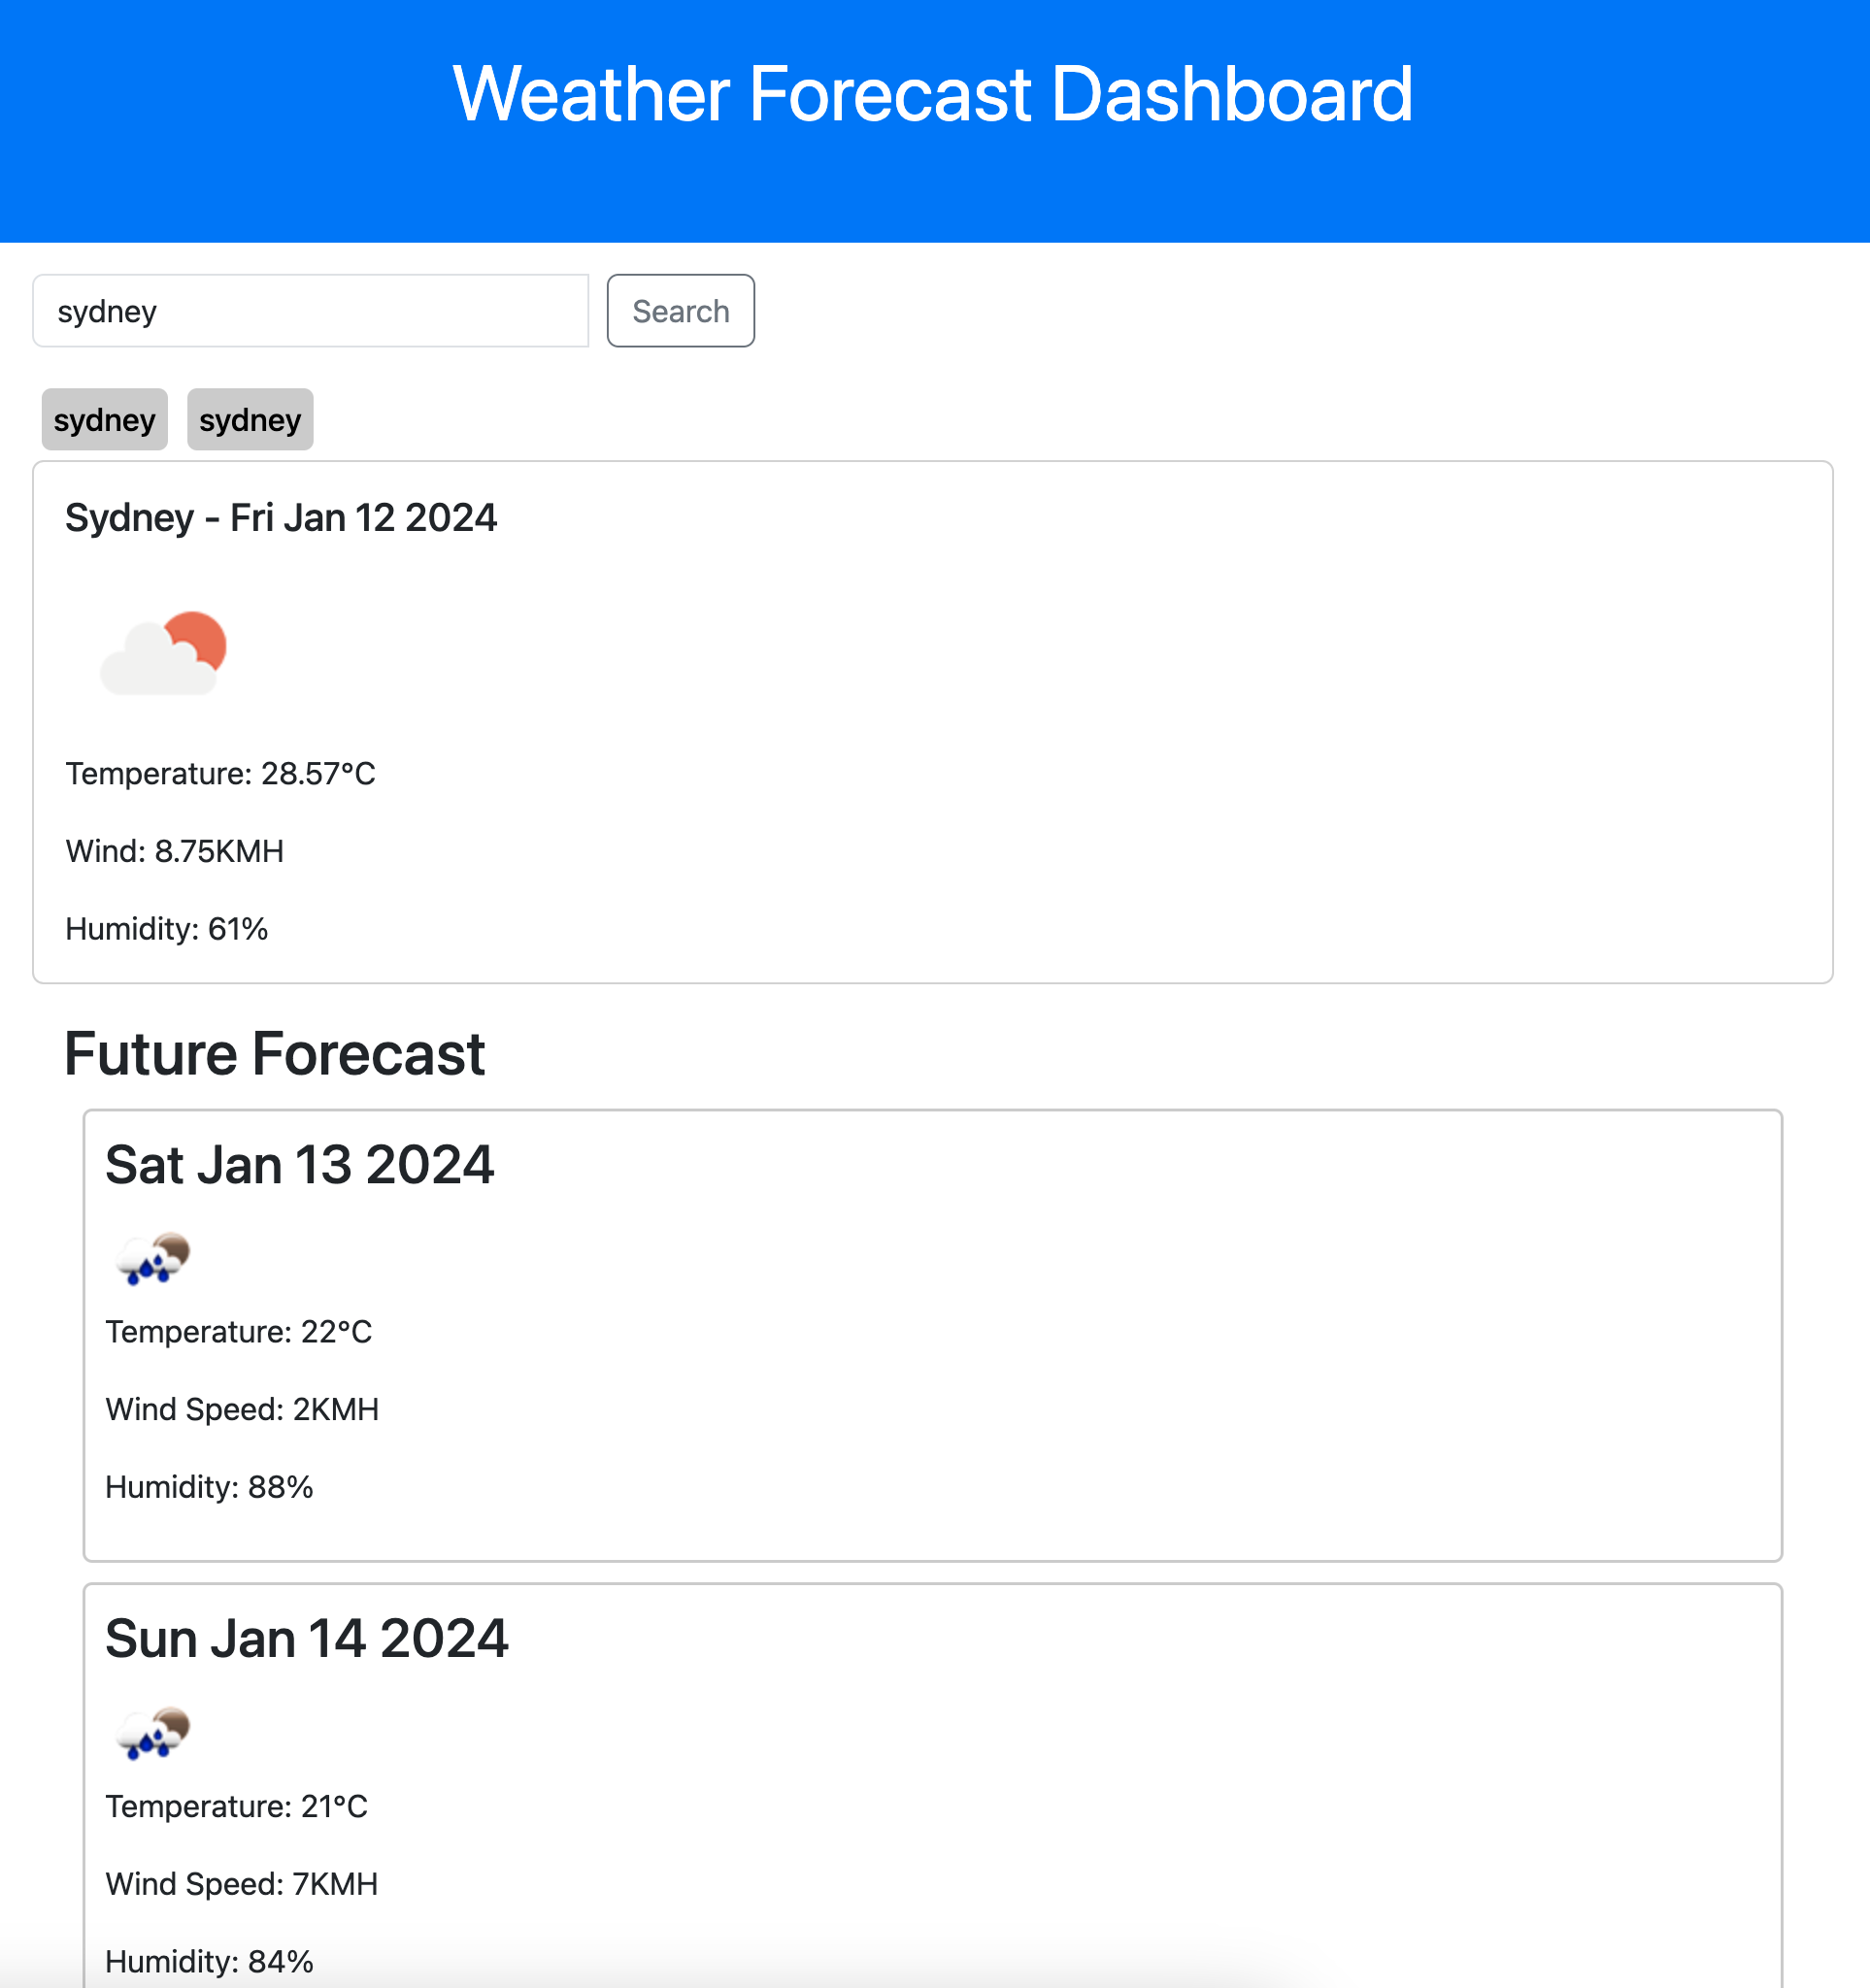 Weather Forecast Dashboard
sydney
Search
sydney sydney
Sydney - Fri Jan 12 2024
Temperature: 28.57°C
Wind: 8.75KMH
Humidity: 61%
Future Forecast
Sat Jan 13 2024
Temperature: 22°C
Wind Speed: 2KMH
Humidity: 88%
Sun Jan 14 2024
Temperature: 21°C
Wind Speed: 7KMH
Humidity: 84%